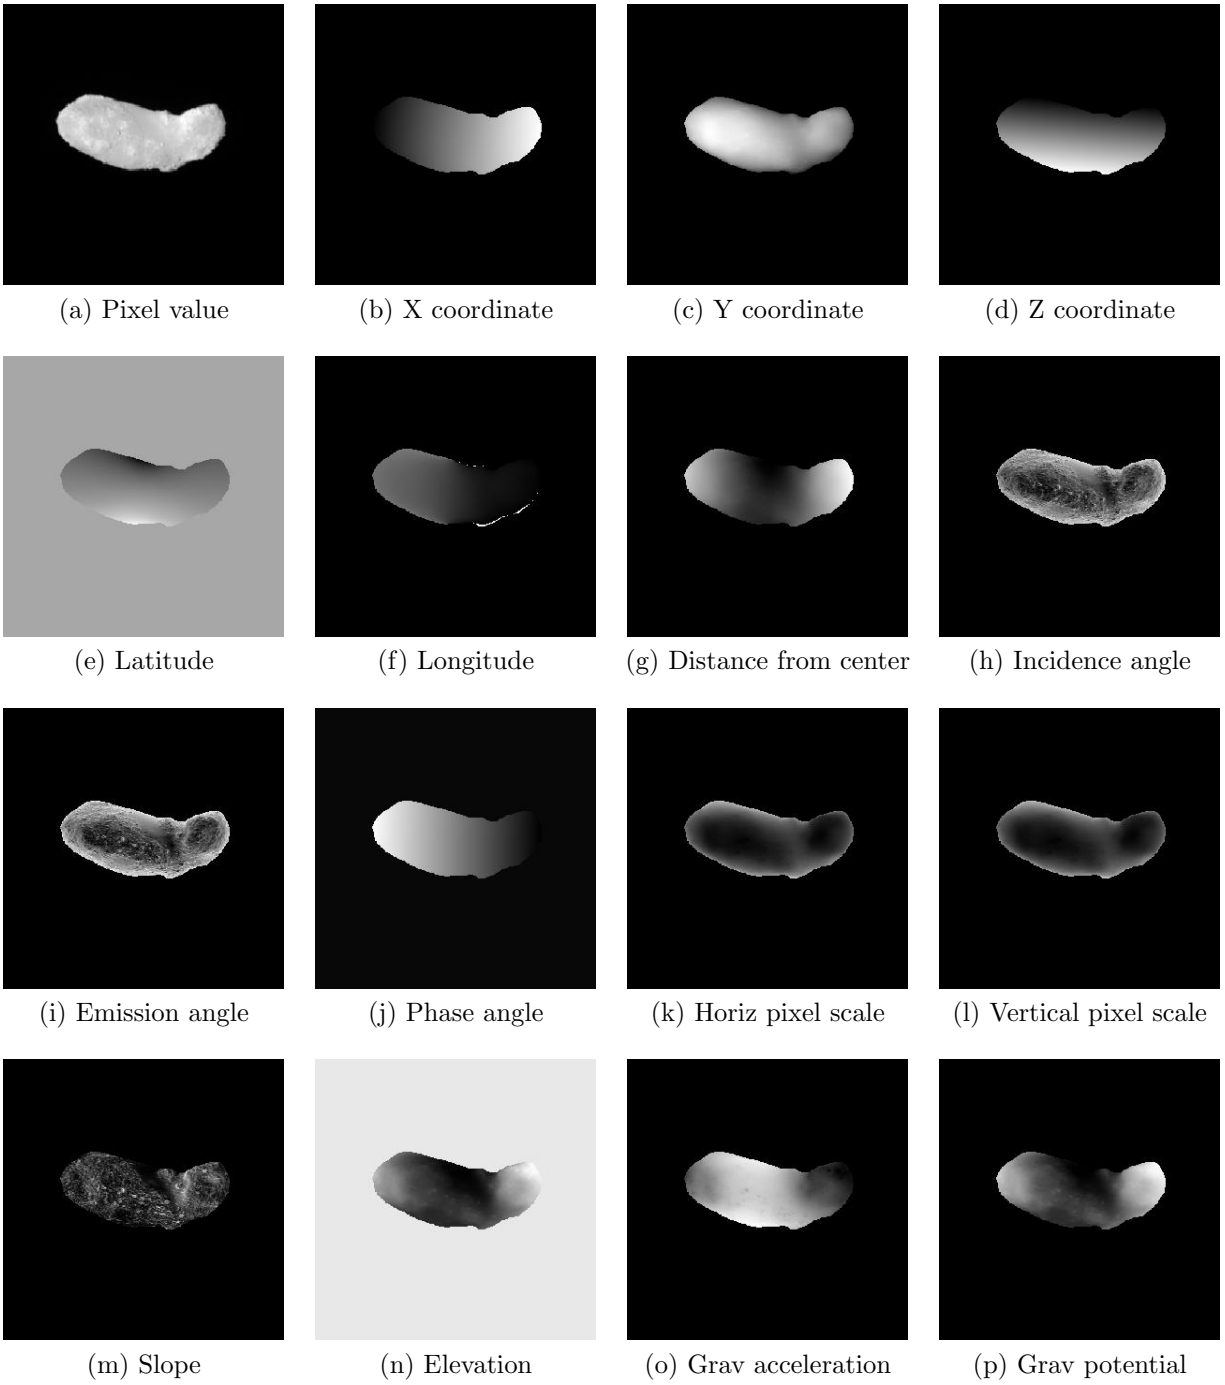 (a) Pixel value
(b) X coordinate
(c) Y coordinate
(d) Z coordinate
(e) Latitude
(f) Longitude
(g) Distance from center
(h) Incidence angle
(i) Emission angle
(j) Phase angle
(k) Horiz pixel scale
(l) Vertical pixel scale
(m) Slope
(n) Elevation
(o) Grav acceleration
(p) Grav potential